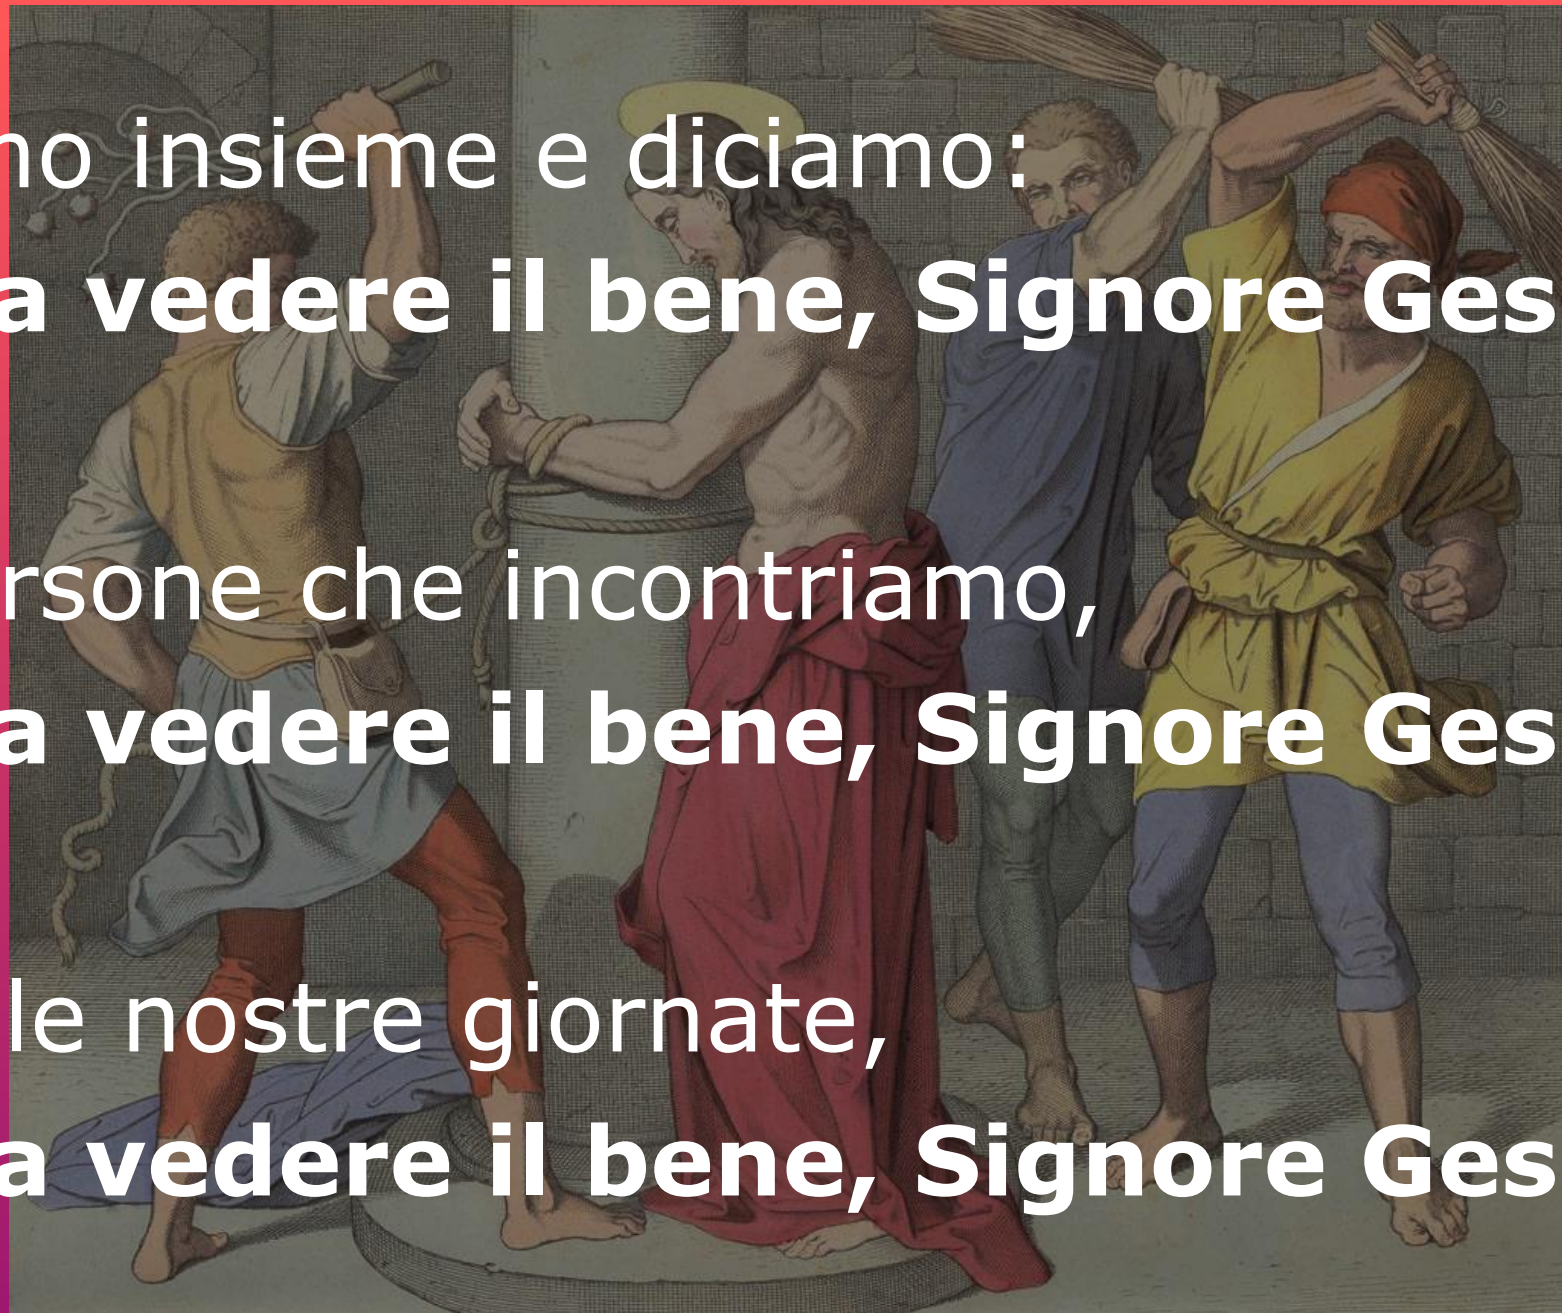 no insieme e diciamo:
a vedere il bene, Signore Ges
rsone che incontriamo,
a vedere il bene, Signore Ges
le nostre giornate,
a vedere il bene, Signore Ges